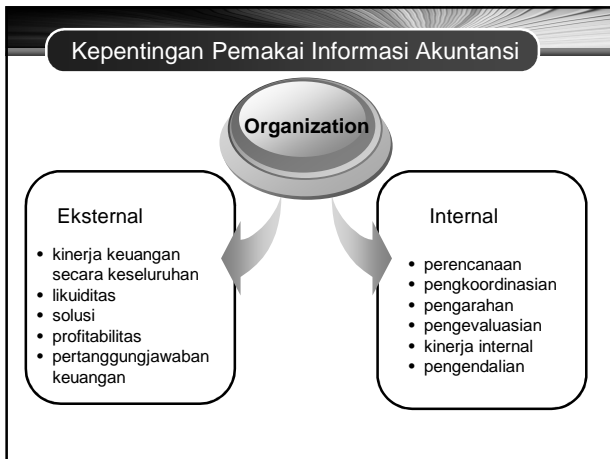 Kepentingan Pemakai Informasi Akuntansi
Organization
Eksternal
• kinerja keuangan
secara keseluruhan
• likuiditas
• solusi
• profitabilitas
• pertanggungjawaban
keuangan
Internal
• perencanaan
• pengkoordinasian
• pengarahan
• pengevaluasian
• kinerja internal
• pengendalian